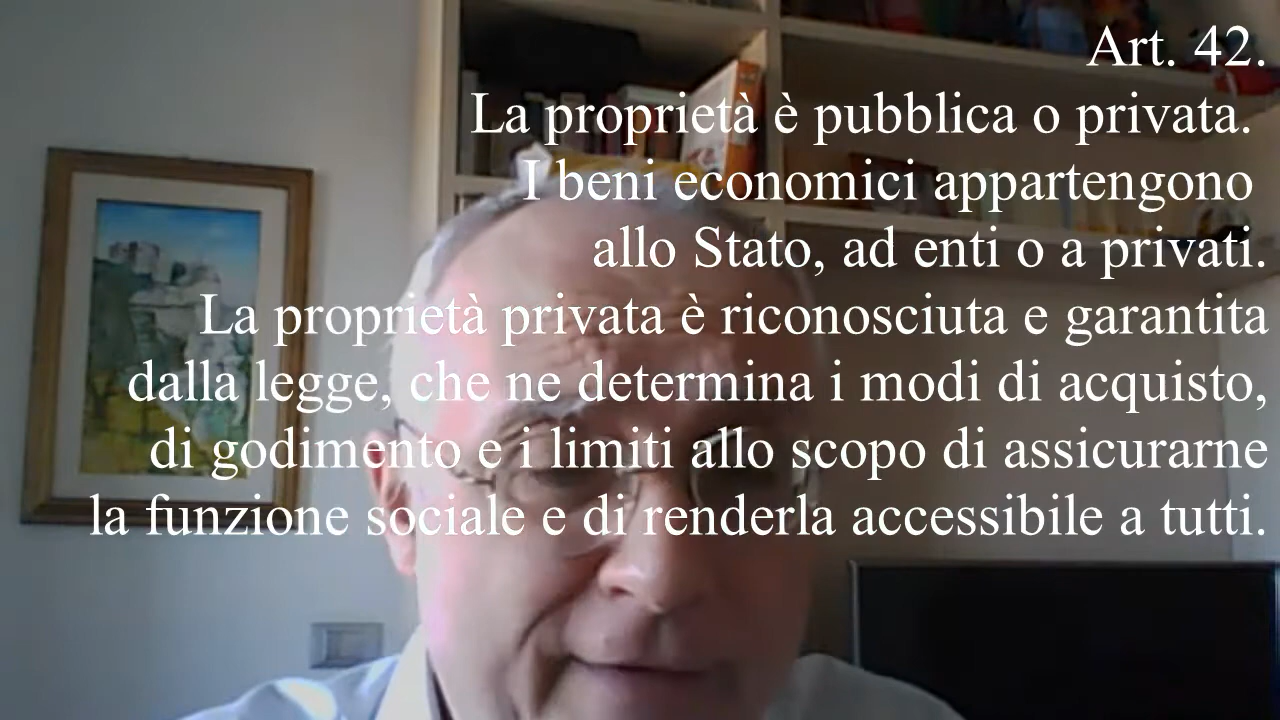 Art. 42.
La proprietà è pubblica o privata.
I beni economici appartengono
allo Stato, ad enti o a privati.
La proprietà privata è riconosciuta e garantita
dalla legge, che ne determina i modi di acquisto,
di godimento e i limiti allo scopo di assicurarne
la funzione sociale e di renderla accessibile a tutti.